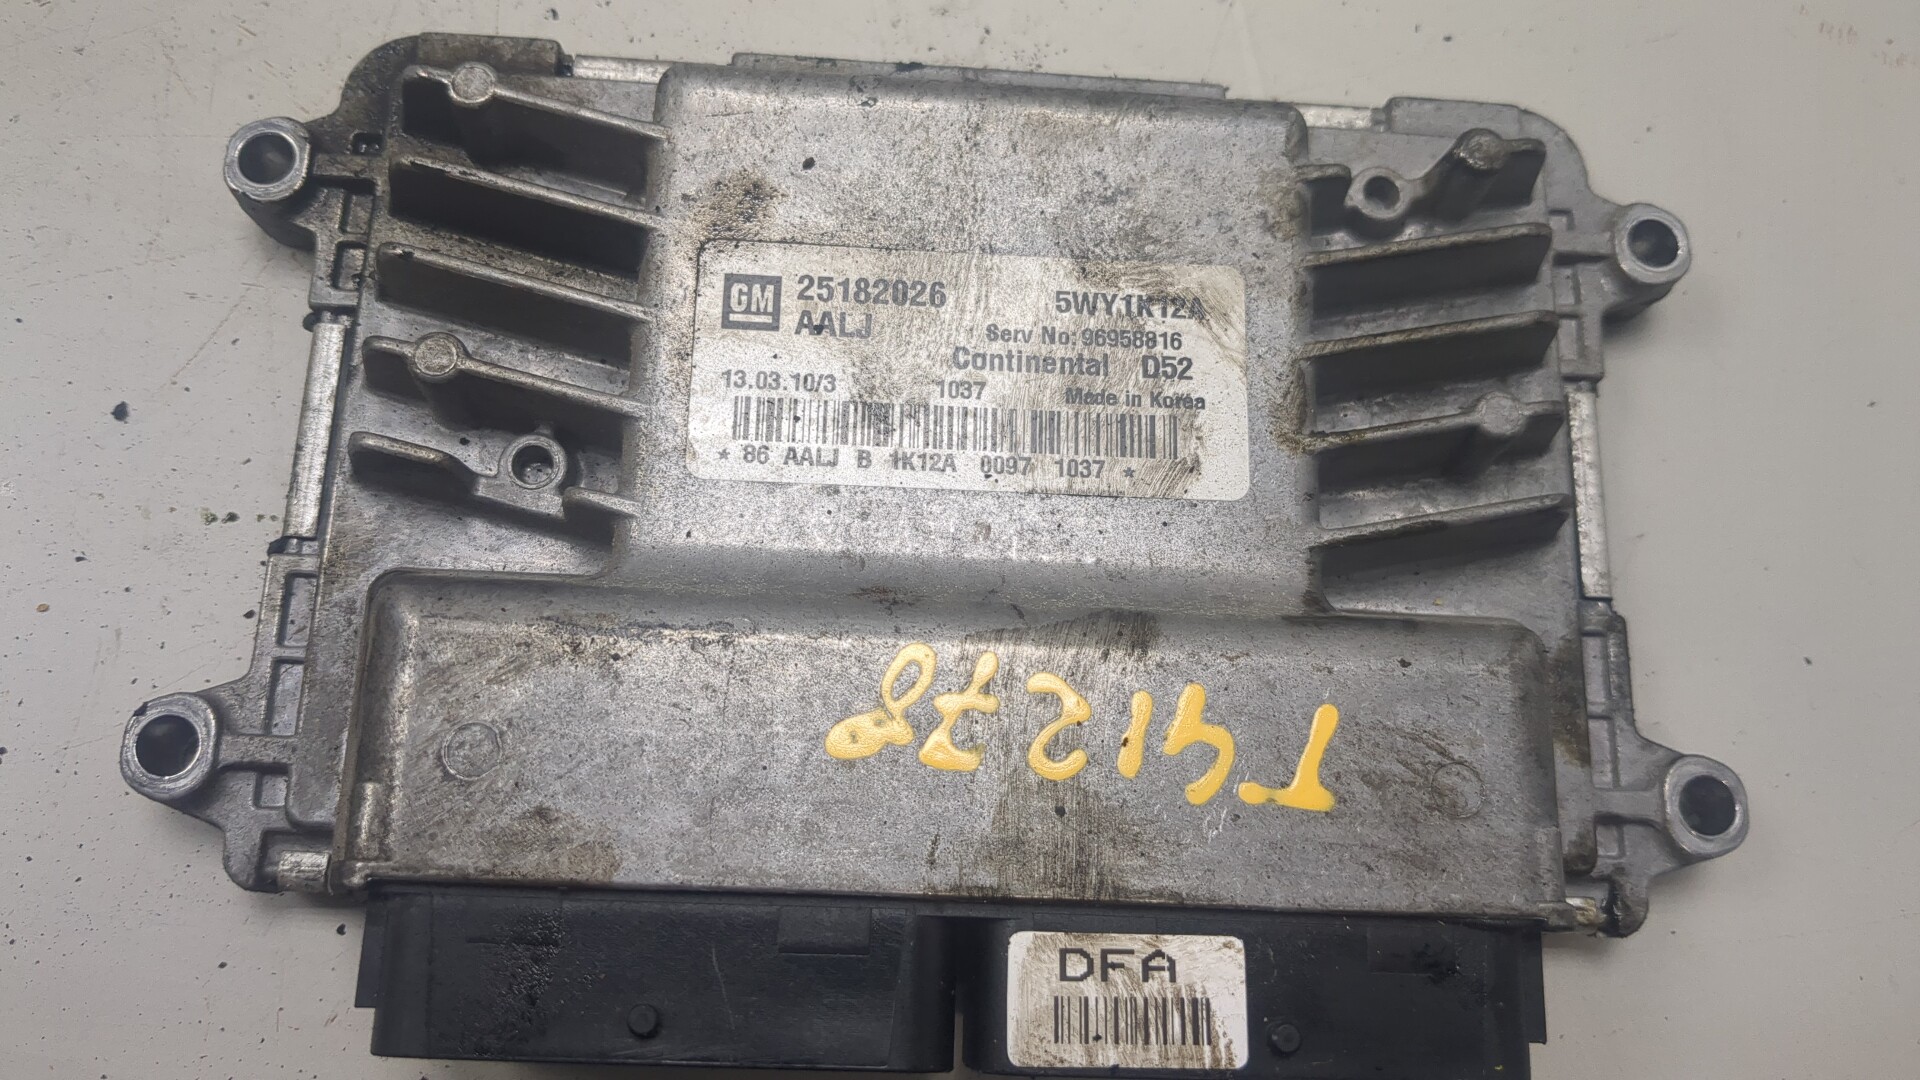 GM 25182026 5WY1K12A
AALJ Serv No: 96958816
Continental D52
13.03.10/3 1037 Made in Korea
* 86 AALJ B 1K12A 0097 1037 *
T41278
DFA